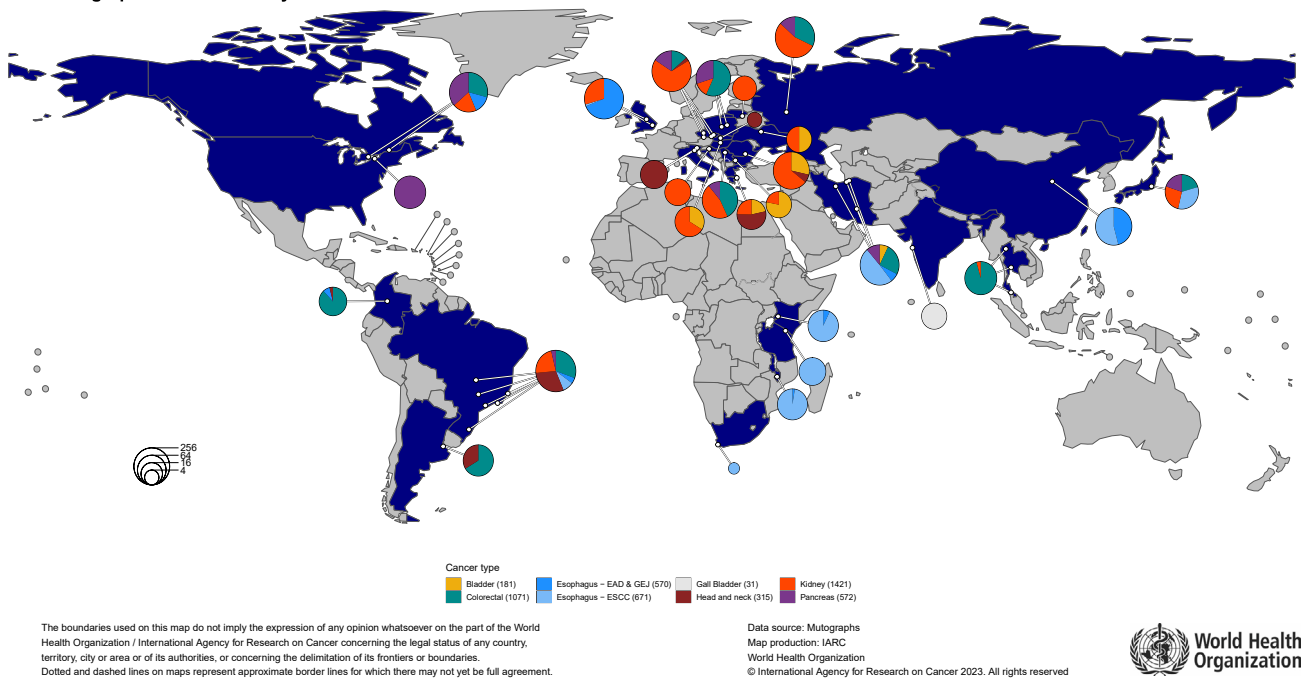 256
64
16
4
Cancer type
Bladder (181)
Esophagus − EAD & GEJ (570)
Gall Bladder (31)
Kidney (1421)
Colorectal (1071)
Esophagus − ESCC (671)
Head and neck (315)
Pancreas (572)
The boundaries used on this map do not imply the expression of any opinion whatsoever on the part of the World
Health Organization / International Agency for Research on Cancer concerning the legal status of any country,
territory, city or area or of its authorities, or concerning the delimitation of its frontiers or boundaries.
Dotted and dashed lines on maps represent approximate border lines for which there may not yet be full agreement.
Data source: Mutographs
Map production: IARC
World Health Organization
© International Agency for Research on Cancer 2023. All rights reserved
World Health
Organization